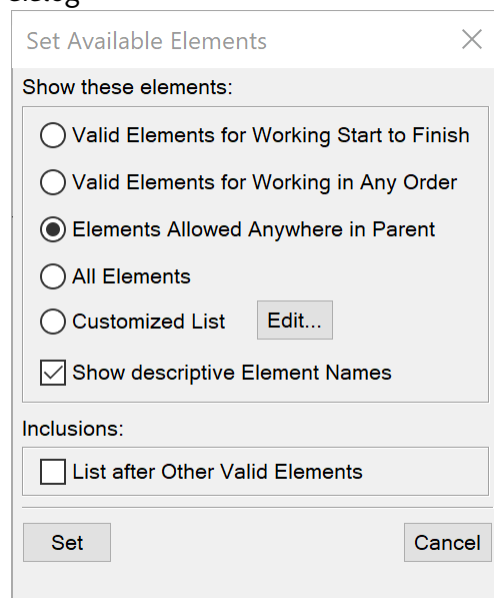 Set Available Elements
Show these elements:
Valid Elements for Working Start to Finish
Valid Elements for Working in Any Order
Elements Allowed Anywhere in Parent
All Elements
Customized List Edit...
Show descriptive Element Names
Inclusions:
List after Other Valid Elements
Set Cancel